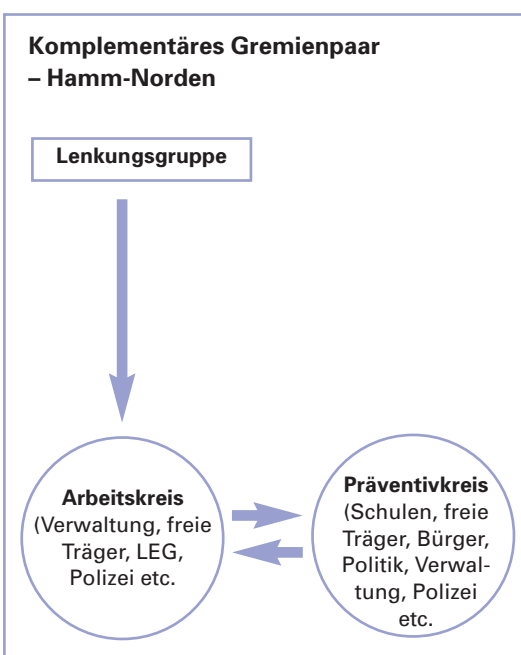 Komplementäres Gremienpaar
– Hamm-Norden
Lenkungsgruppe
Arbeitskreis
(Verwaltung, freie
Träger, LEG,
Polizei etc.
Präventivkreis
(Schulen, freie
Träger, Bürger,
Politik, Verwal-
tung, Polizei
etc.